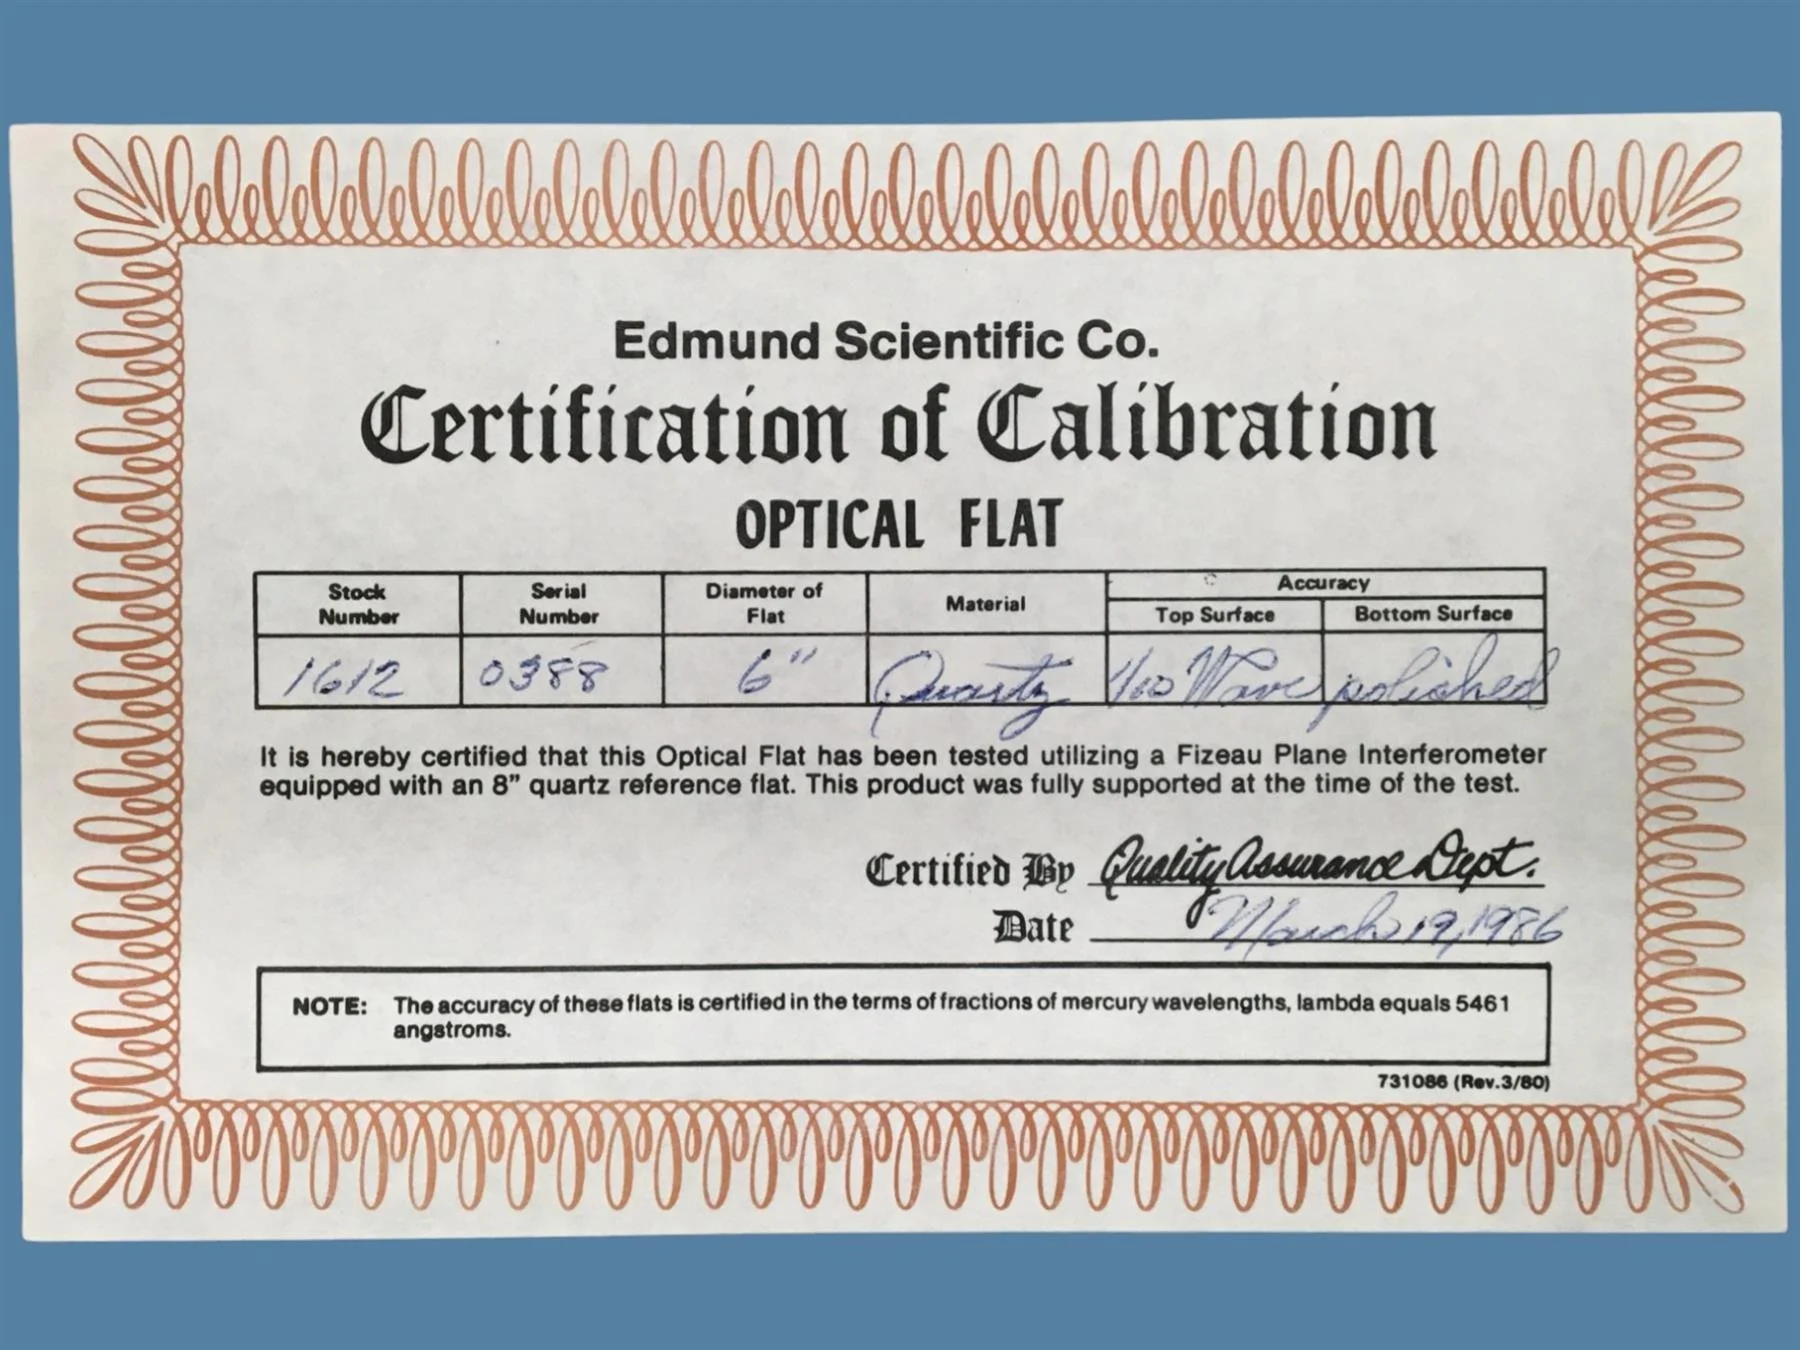 Edmund Scientific Co.
Certification of Calibration
OPTICAL FLAT
Stock Number
Serial Number
Diameter of Flat
Material
Accuracy
Top Surface
Bottom Surface
1612
0388
6"
Quartz
1/10 Wave
polished
It is hereby certified that this Optical Flat has been tested utilizing a Fizeau Plane Interferometer
equipped with an 8" quartz reference flat. This product was fully supported at the time of the test.
Certified By Quality Assurance Dept.
Date March 19, 1986
NOTE: The accuracy of these flats is certified in the terms of fractions of mercury wavelengths, lambda equals 5461
angstroms.
731086 (Rev.3/80)